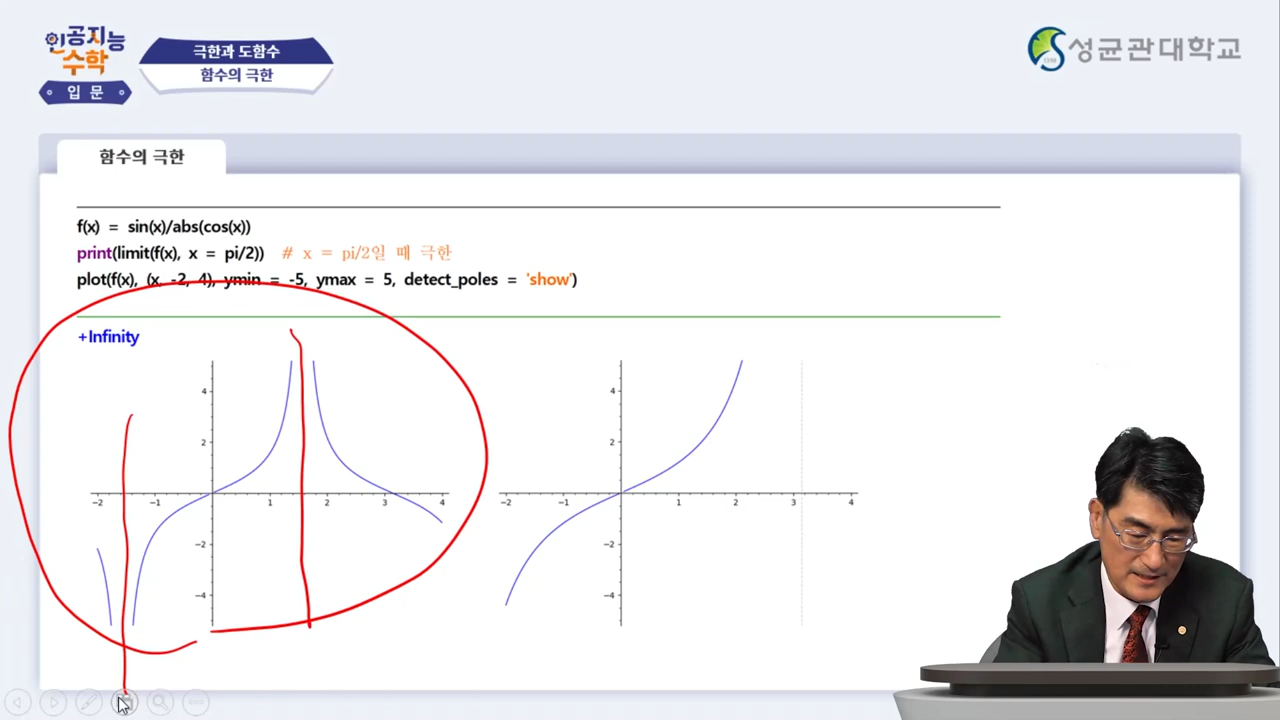 인공지능
수학
입문
극한과 도함수
함수의 극한
성균관대학교
함수의 극한
f(x) = sin(x)/abs(cos(x))
print(limit(f(x), x = pi/2)) # x = pi/2일 때 극한
plot(f(x), (x, -2, 4), ymin = -5, ymax = 5, detect_poles = 'show')
+Infinity
4
2
-2 -1 1 2 3 4
-2
-4
4
2
-2 -1 1 2 4
-2
-4